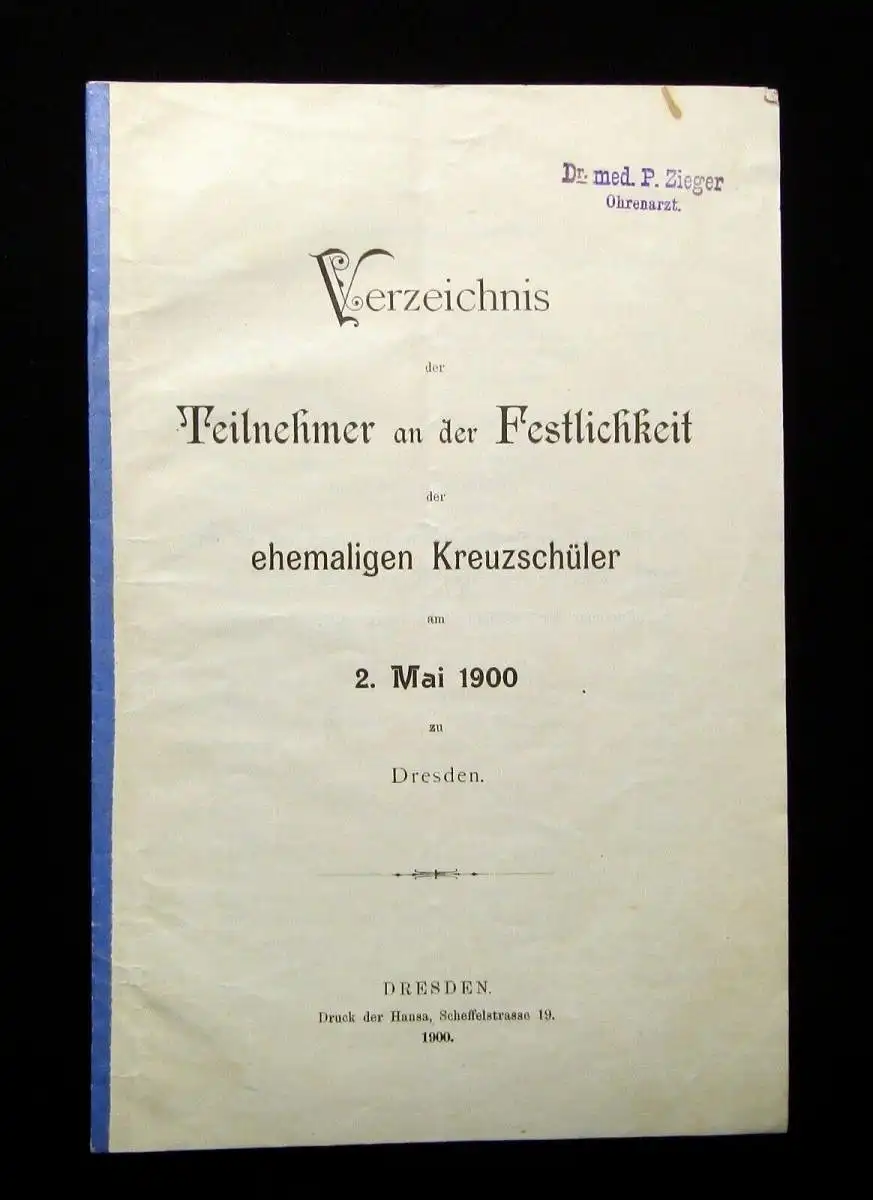 Dr. med. P. Zieger
Ohrenarzt.
Verzeichnis
der
Teilnehmer an der Festlichkeit
der
ehemaligen Kreuzschüler
am
2. Mai 1900
zu
Dresden.
DRESDEN.
Druck der Hansa, Scheffelstrasse 19.
1900.